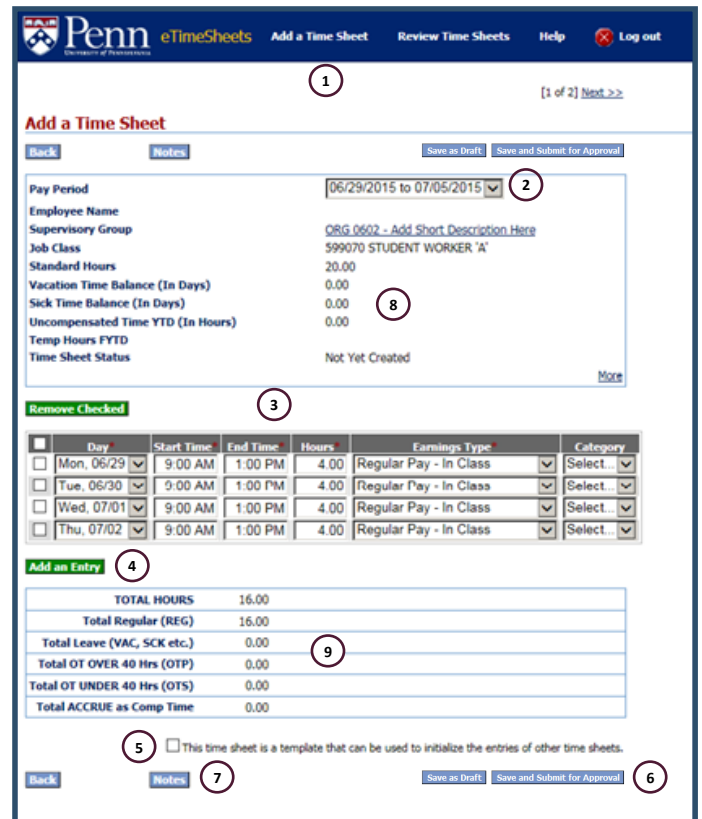 Penn eTimeSheets Add a Time Sheet Review Time Sheets Help Log out
UNIVERSITY of PENNSYLVANIA
1
[1 of 2] Next >>
Add a Time Sheet
Back Notes Save as Draft Save and Submit for Approval
Pay Period 06/29/2015 to 07/05/2015 2
Employee Name
Supervisory Group ORG 0602 - Add Short Description Here
Job Class 599070 STUDENT WORKER 'A'
Standard Hours 20.00
Vacation Time Balance (In Days) 0.00
Sick Time Balance (In Days) 0.00 8
Uncompensated Time YTD (In Hours) 0.00
Temp Hours FYTD
Time Sheet Status Not Yet Created
More
Remove Checked 3
Day* Start Time* End Time* Hours* Earnings Type* Category
Mon, 06/29 9:00 AM 1:00 PM 4.00 Regular Pay - In Class Select...
Tue, 06/30 9:00 AM 1:00 PM 4.00 Regular Pay - In Class Select...
Wed, 07/01 9:00 AM 1:00 PM 4.00 Regular Pay - In Class Select...
Thu, 07/02 9:00 AM 1:00 PM 4.00 Regular Pay - In Class Select...
Add an Entry 4
TOTAL HOURS 16.00
Total Regular (REG) 16.00
Total Leave (VAC, SCK etc.) 0.00
Total OT OVER 40 Hrs (OTP) 0.00 9
Total OT UNDER 40 Hrs (OTS) 0.00
Total ACCRUE as Comp Time 0.00
5 This time sheet is a template that can be used to initialize the entries of other time sheets.
Back Notes 7 Save as Draft Save and Submit for Approval 6